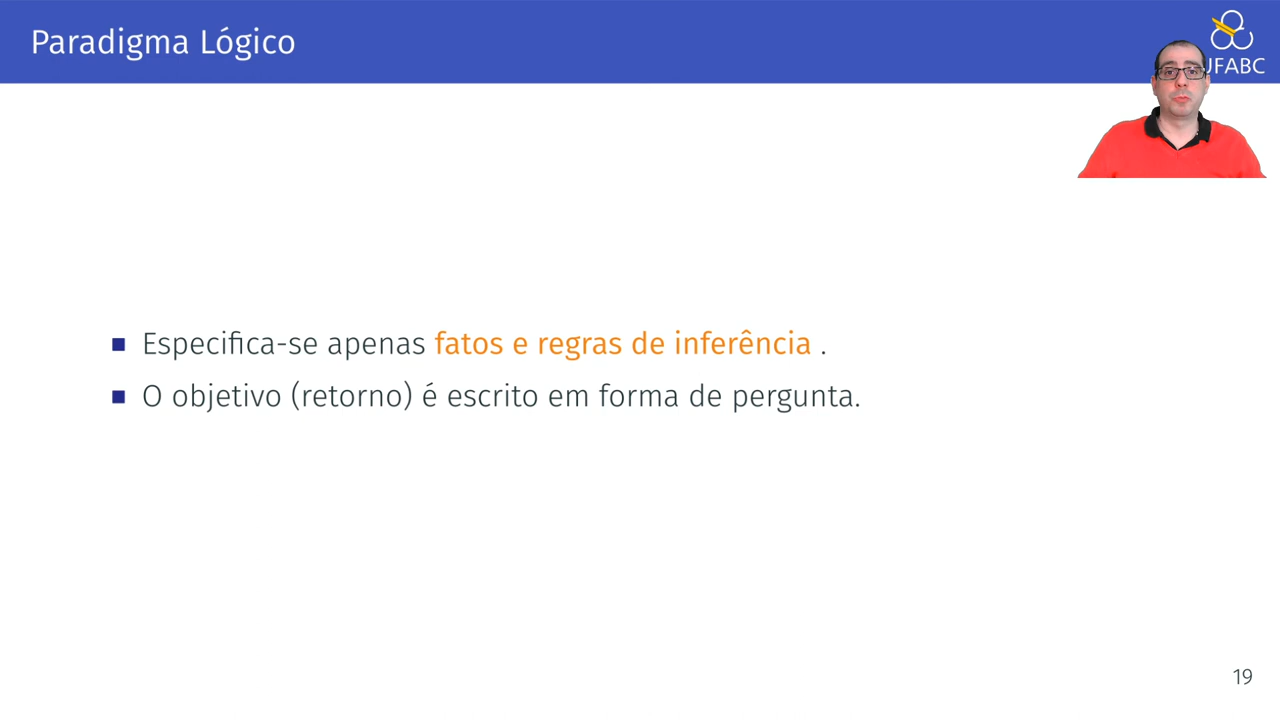 Paradigma Lógico
UFABC
Especifica-se apenas fatos e regras de inferência .
O objetivo (retorno) é escrito em forma de pergunta.
19